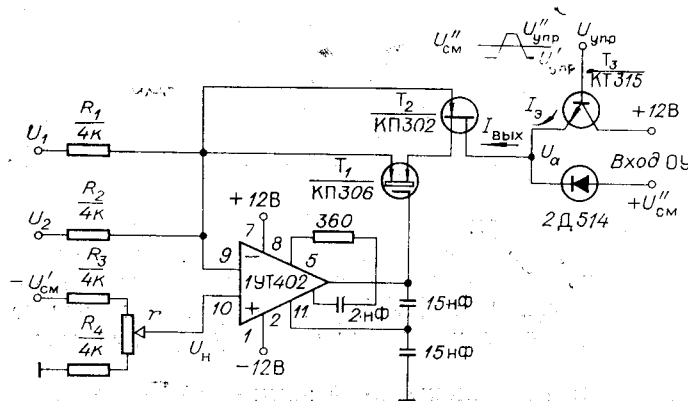 U″см
U″упр
U′упр
Uупр
T3
КТ315
T2
КП302
Iвых
Iэ
+12В
R1
4к
U1
T1
КП306
Uа
Вход ОУ
+U″см
2Д514
R2
4к
U2
+12В
7
8
360
5
R3
4к
-U′см
9
−
1УТ402
10
+
11
2нФ
15нФ
R4
4к
r
Uн
1
2
-12В
15нФ